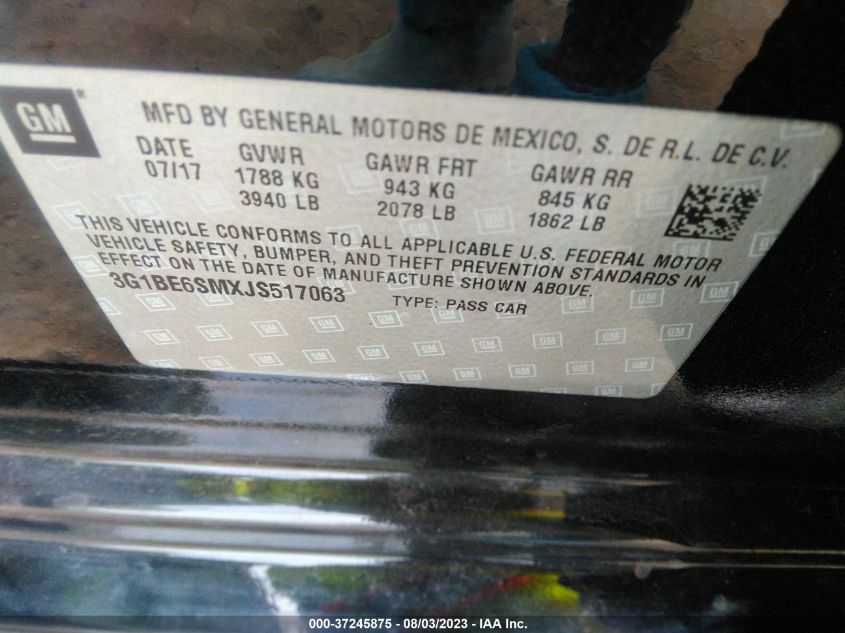 GM ®
MFD BY GENERAL MOTORS DE MEXICO, S. DE R.L. DE C.V.
DATE GVWR GAWR FRT GAWR RR
07/17 1788 KG 943 KG 845 KG
3940 LB 2078 LB 1862 LB
THIS VEHICLE CONFORMS TO ALL APPLICABLE U.S. FEDERAL MOTOR
VEHICLE SAFETY, BUMPER, AND THEFT PREVENTION STANDARDS IN
EFFECT ON THE DATE OF MANUFACTURE SHOWN ABOVE.
3G1BE6SMXJS517063 TYPE: PASS CAR
000-37245875 - 08/03/2023 - IAA Inc.